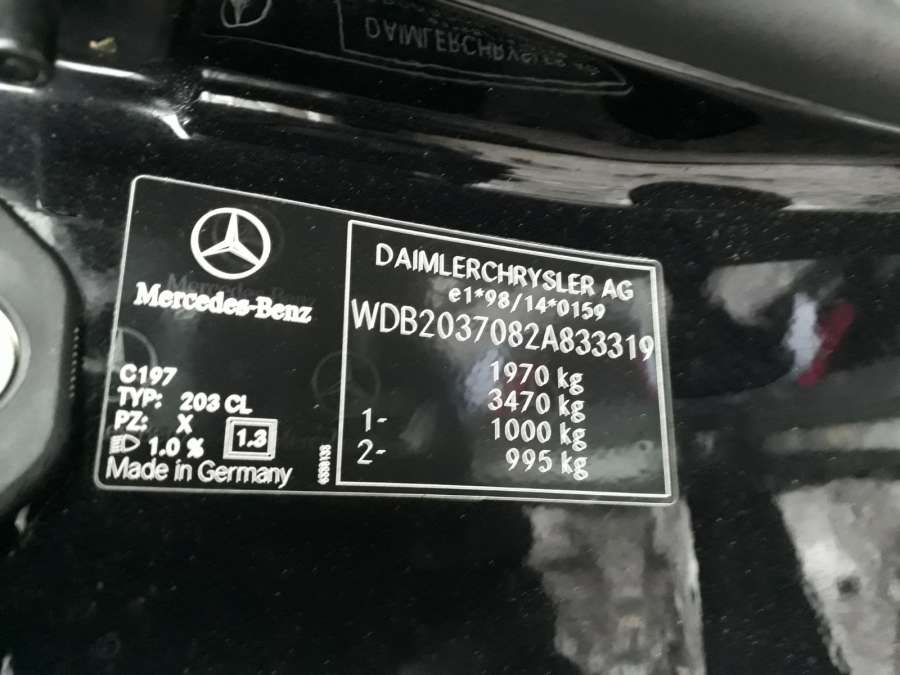 DAIMLERCHRYSLER AG
Mercedes-Benz
C197
TYP: 203 CL
PZ: X
1.0 %
1.3
Made in Germany
DAIMLERCHRYSLER AG
e1*98/14*0159
WDB2037082A833319
1970 kg
3470 kg
1- 1000 kg
2- 995 kg